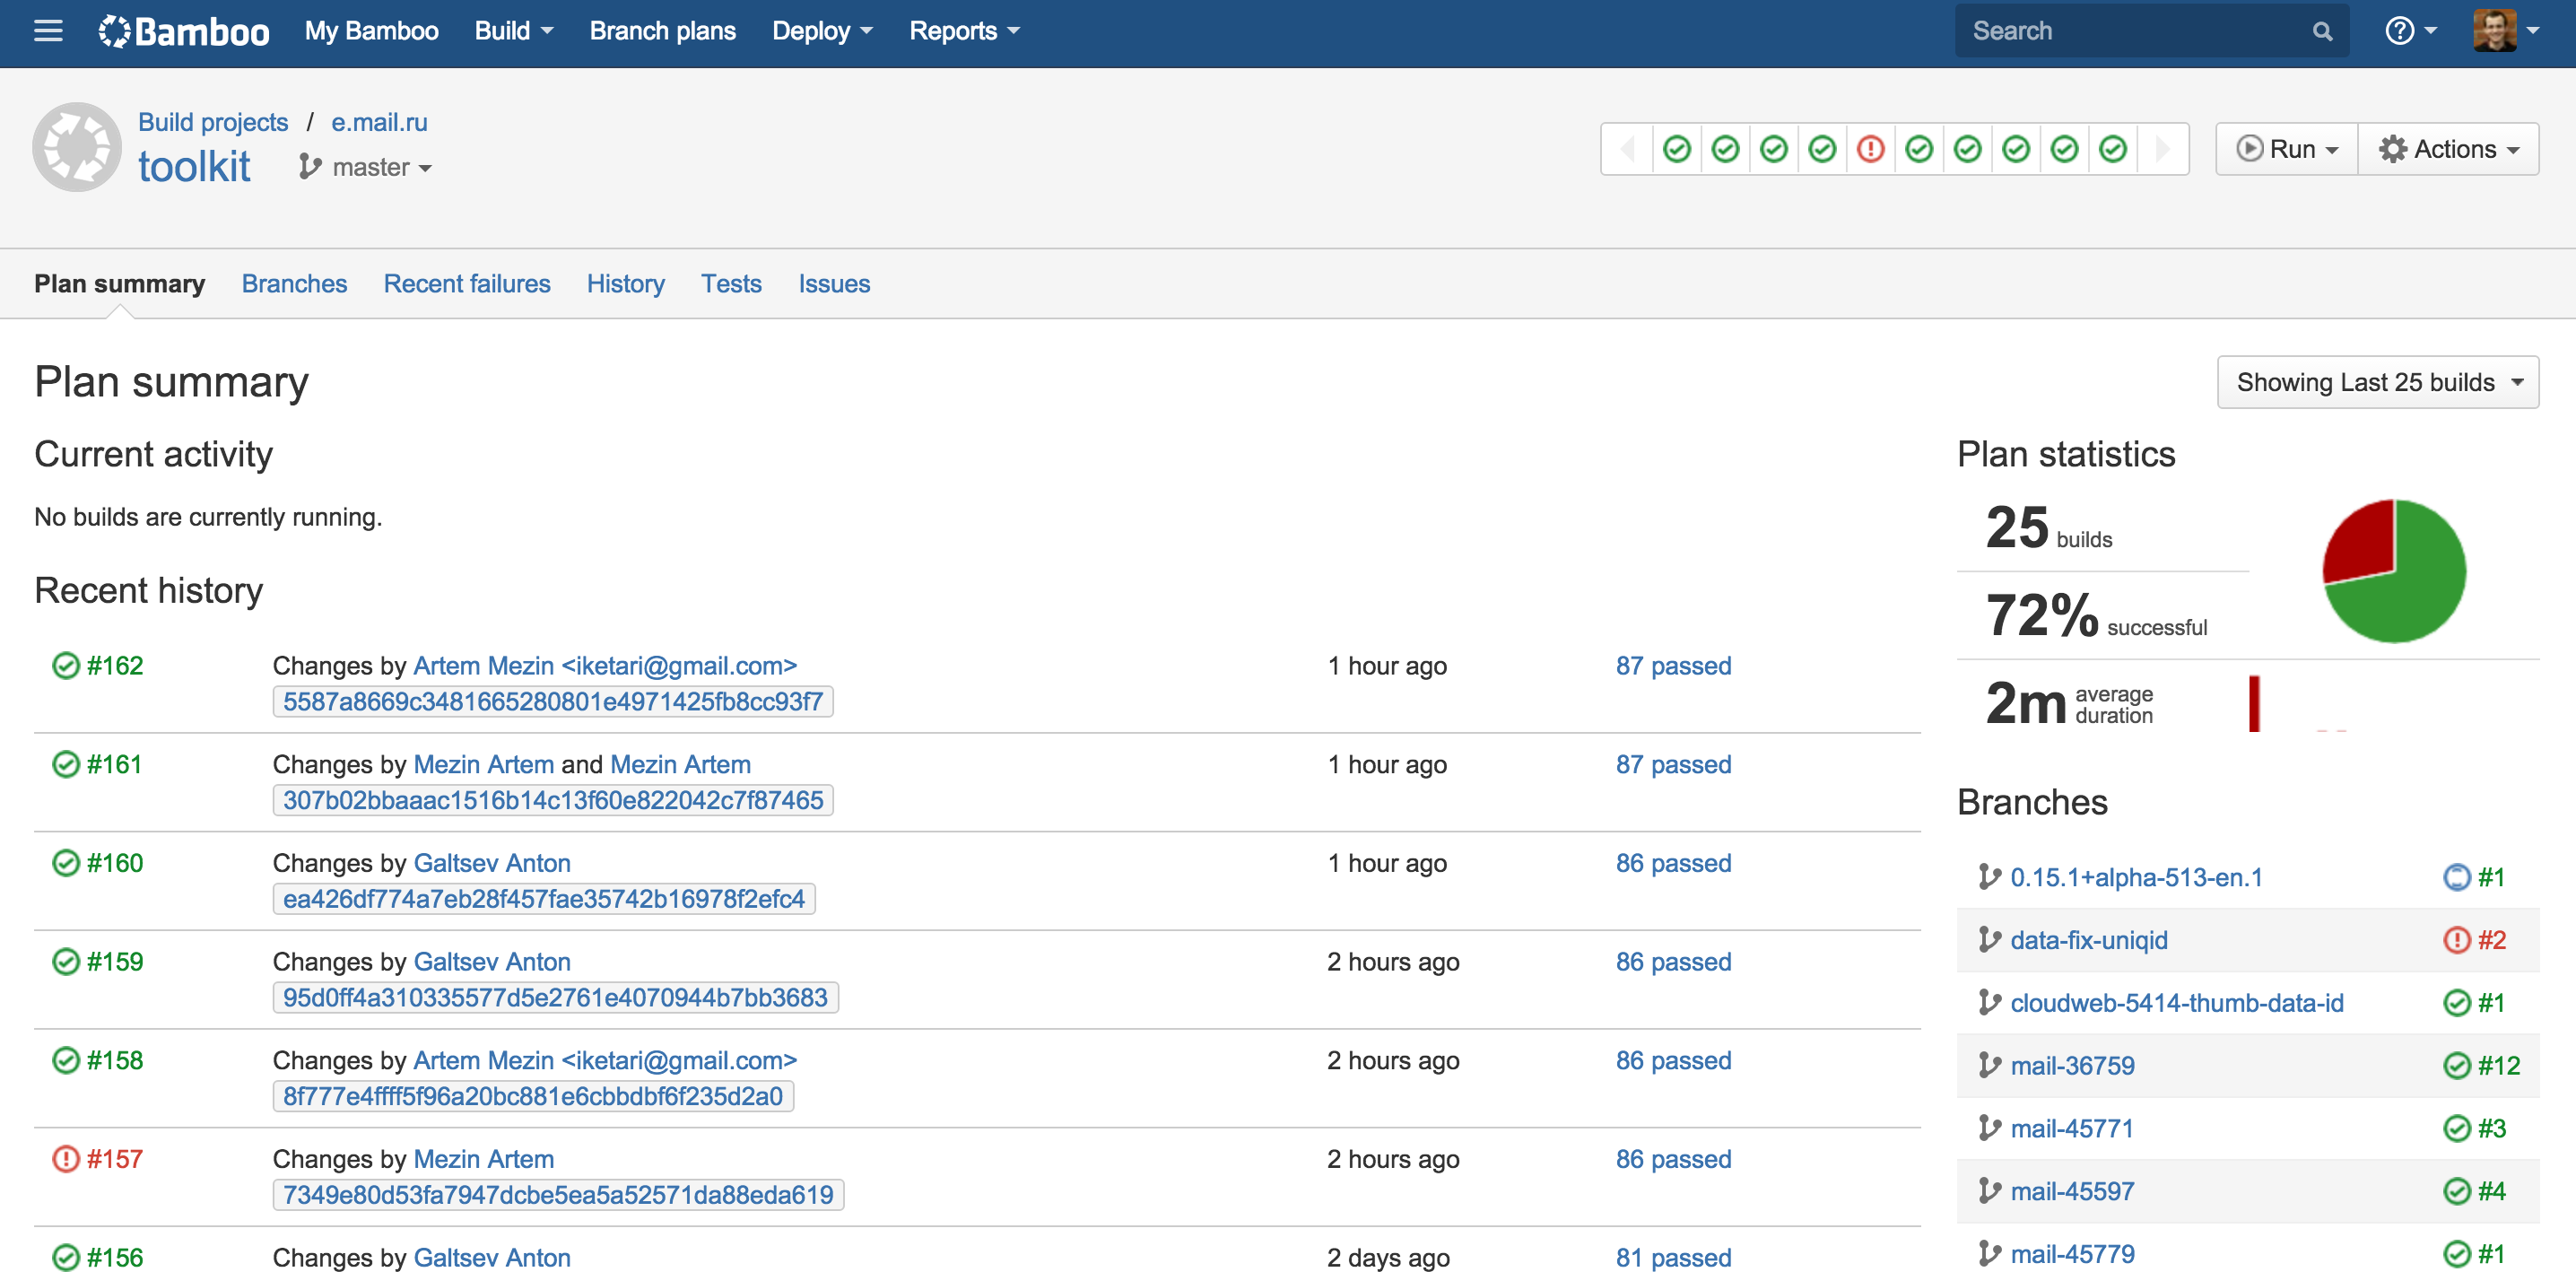 Bamboo My Bamboo Build Branch plans Deploy Reports Search
Build projects / e.mail.ru
toolkit master
Run Actions
Plan summary Branches Recent failures History Tests Issues
Plan summary
Showing Last 25 builds
Current activity
No builds are currently running.
Recent history
#162 Changes by Artem Mezin <iketari@gmail.com> 1 hour ago 87 passed
5587a8669c3481665280801e4971425fb8cc93f7
#161 Changes by Mezin Artem and Mezin Artem 1 hour ago 87 passed
307b02bbaaac1516b14c13f60e822042c7f87465
#160 Changes by Galtsev Anton 1 hour ago 86 passed
ea426df774a7eb28f457fae35742b16978f2efc4
#159 Changes by Galtsev Anton 2 hours ago 86 passed
95d0ff4a310335577d5e2761e4070944b7bb3683
#158 Changes by Artem Mezin <iketari@gmail.com> 2 hours ago 86 passed
8f777e4ffff5f96a20bc881e6cbbdbf6f235d2a0
#157 Changes by Mezin Artem 2 hours ago 86 passed
7349e80d53fa7947dcbe5ea5a52571da88eda619
#156 Changes by Galtsev Anton 2 days ago 81 passed
Plan statistics
25 builds
72% successful
2m average duration
Branches
0.15.1+alpha-513-en.1 #1
data-fix-uniqid #2
cloudweb-5414-thumb-data-id #1
mail-36759 #12
mail-45771 #3
mail-45597 #4
mail-45779 #1